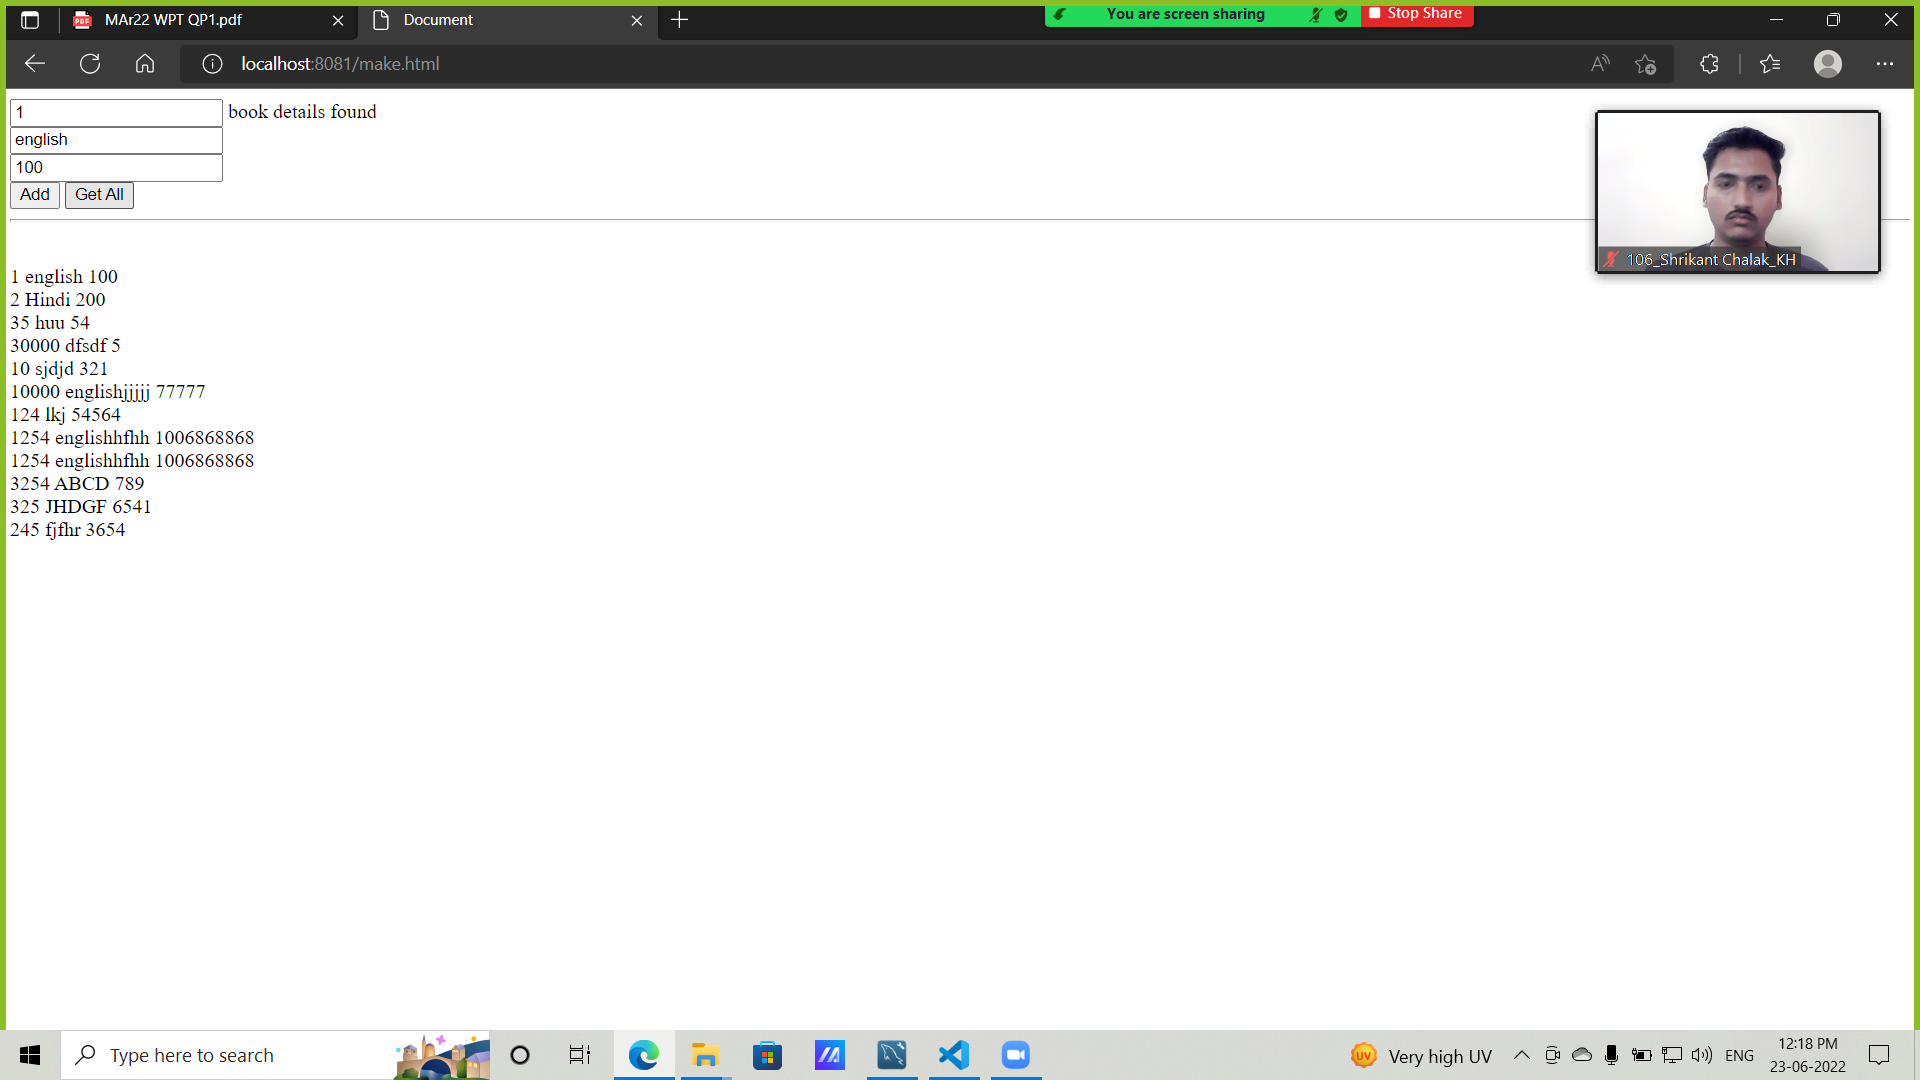 MAr22 WPT QP1.pdf
Document
You are screen sharing
Stop Share
localhost:8081/make.html
1 book details found
english
100
Add Get All
106_Shrikant Chalak_KH
1 english 100
2 Hindi 200
35 huu 54
30000 dfsdf 5
10 sjdjd 321
10000 englishjjjjj 77777
124 lkj 54564
1254 englishhfhh 1006868868
1254 englishhfhh 1006868868
3254 ABCD 789
325 JHDGF 6541
245 fjfhr 3654
Type here to search
UV Very high UV
ENG
12:18 PM
23-06-2022